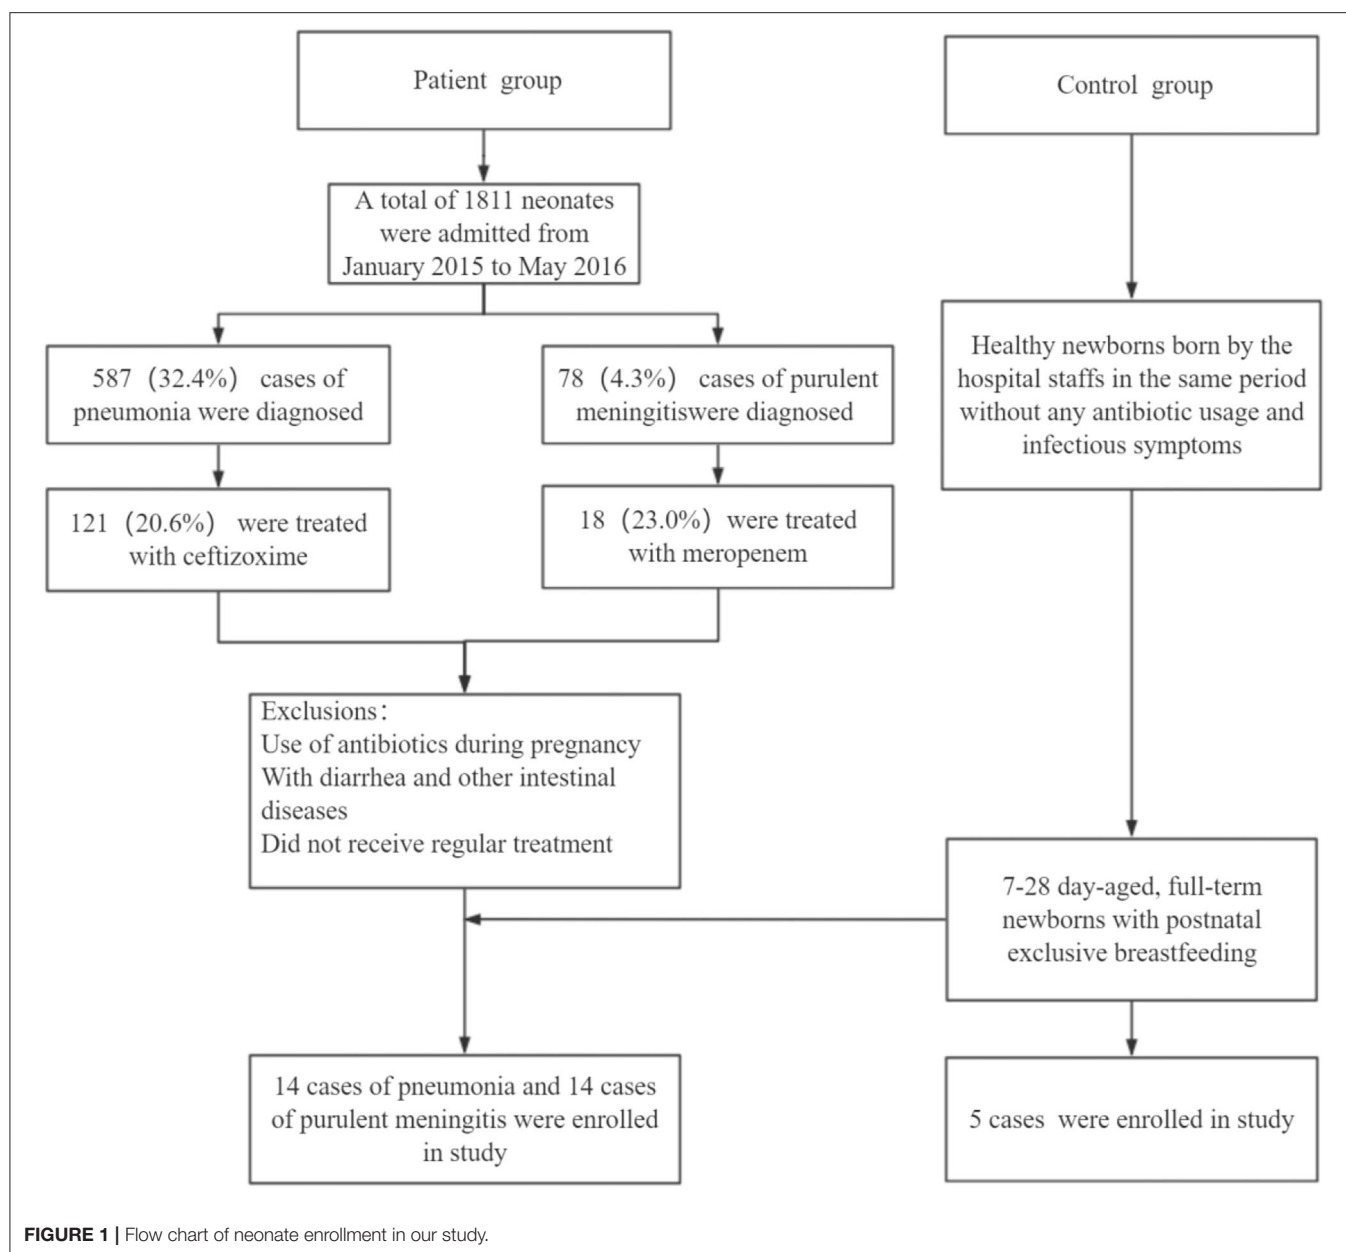 Patient group
Control group
A total of 1811 neonates
were admitted from
January 2015 to May 2016
587 (32.4%) cases of
pneumonia were diagnosed
78 (4.3%) cases of purulent
meningitiswere diagnosed
Healthy newborns born by the
hospital staffs in the same period
without any antibiotic usage and
infectious symptoms
121 (20.6%) were treated
with ceftizoxime
18 (23.0%) were treated
with meropenem
Exclusions:
Use of antibiotics during pregnancy
With diarrhea and other intestinal
diseases
Did not receive regular treatment
7-28 day-aged, full-term
newborns with postnatal
exclusive breastfeeding
14 cases of pneumonia and 14 cases
of purulent meningitis were enrolled
in study
5 cases were enrolled in study
FIGURE 1 | Flow chart of neonate enrollment in our study.